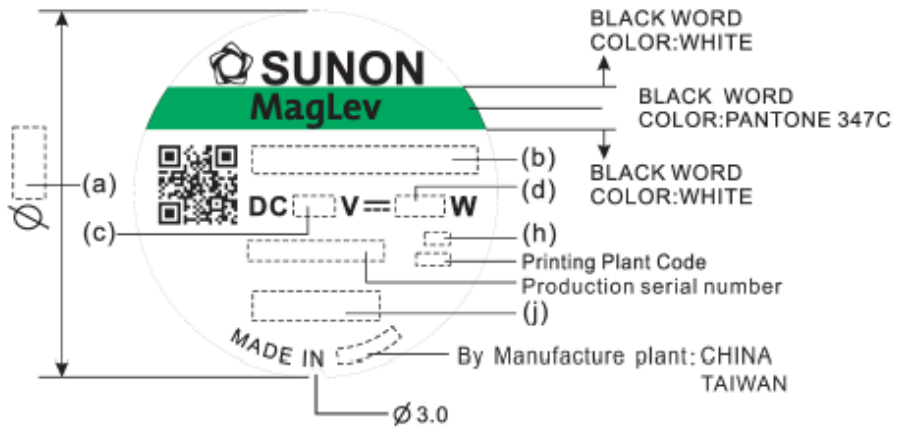 BLACK WORD
COLOR:WHITE
SUNON
MagLev
BLACK WORD
COLOR:PANTONE 347C
(a)
Ø
(b)
BLACK WORD
COLOR:WHITE
(d)
DC V W
(c)
(h)
Printing Plant Code
Production serial number
(j)
MADE IN
By Manufacture plant: CHINA
TAIWAN
Ø3.0